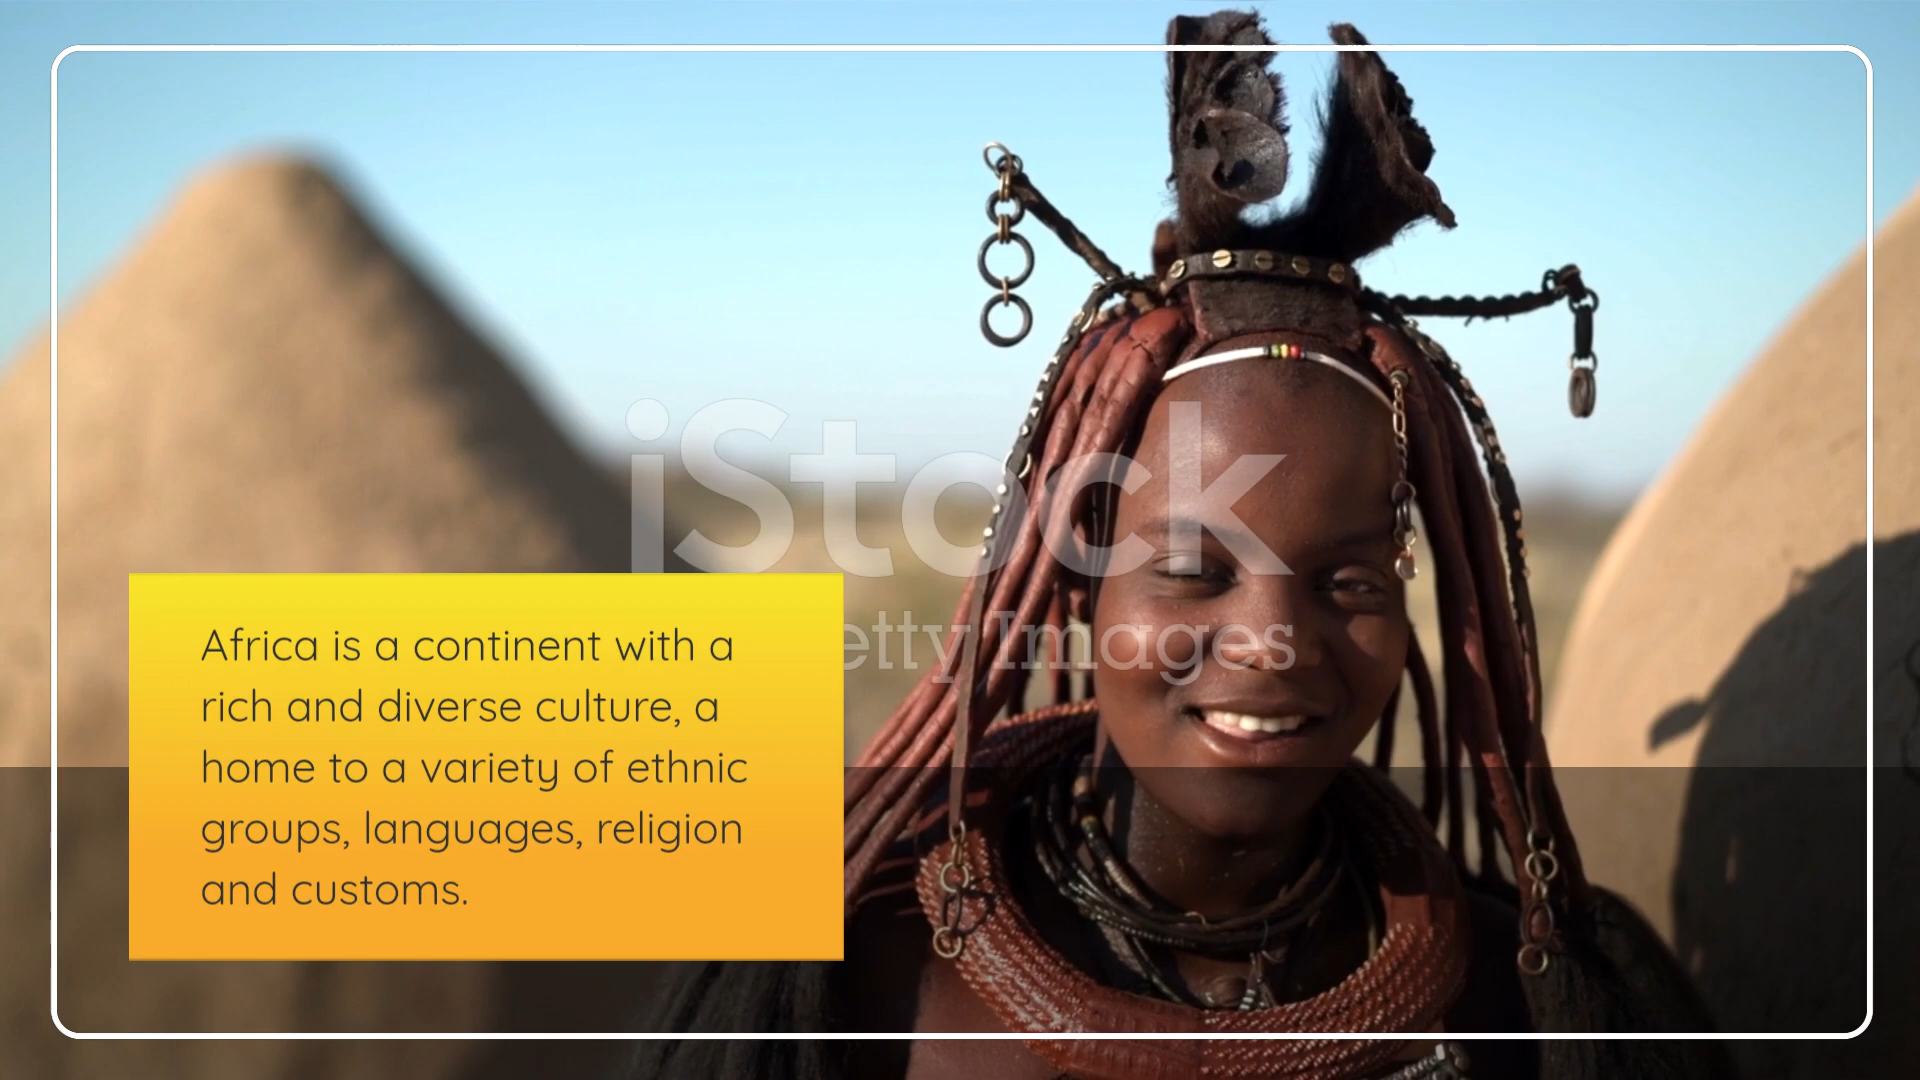 iStock
etty Images
Africa is a continent with a
rich and diverse culture, a
home to a variety of ethnic
groups, languages, religion
and customs.